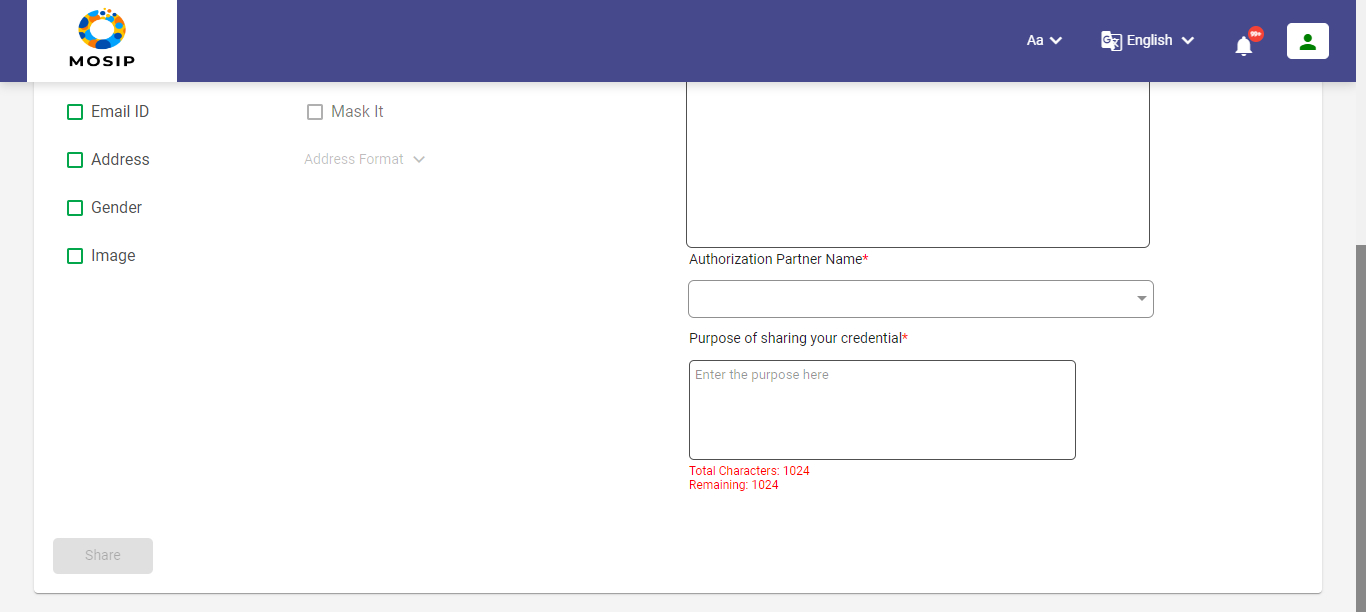 MOSIP
Aa
English
99+
Email ID
Mask It
Address
Address Format
Gender
Image
Authorization Partner Name*
Purpose of sharing your credential*
Enter the purpose here
Total Characters: 1024
Remaining: 1024
Share